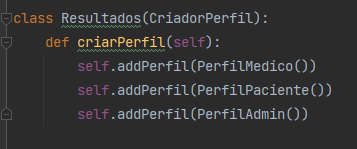 class Resultados(CriadorPerfil):
    def criarPerfil(self):
        self.addPerfil(PerfilMedico())
        self.addPerfil(PerfilPaciente())
        self.addPerfil(PerfilAdmin())